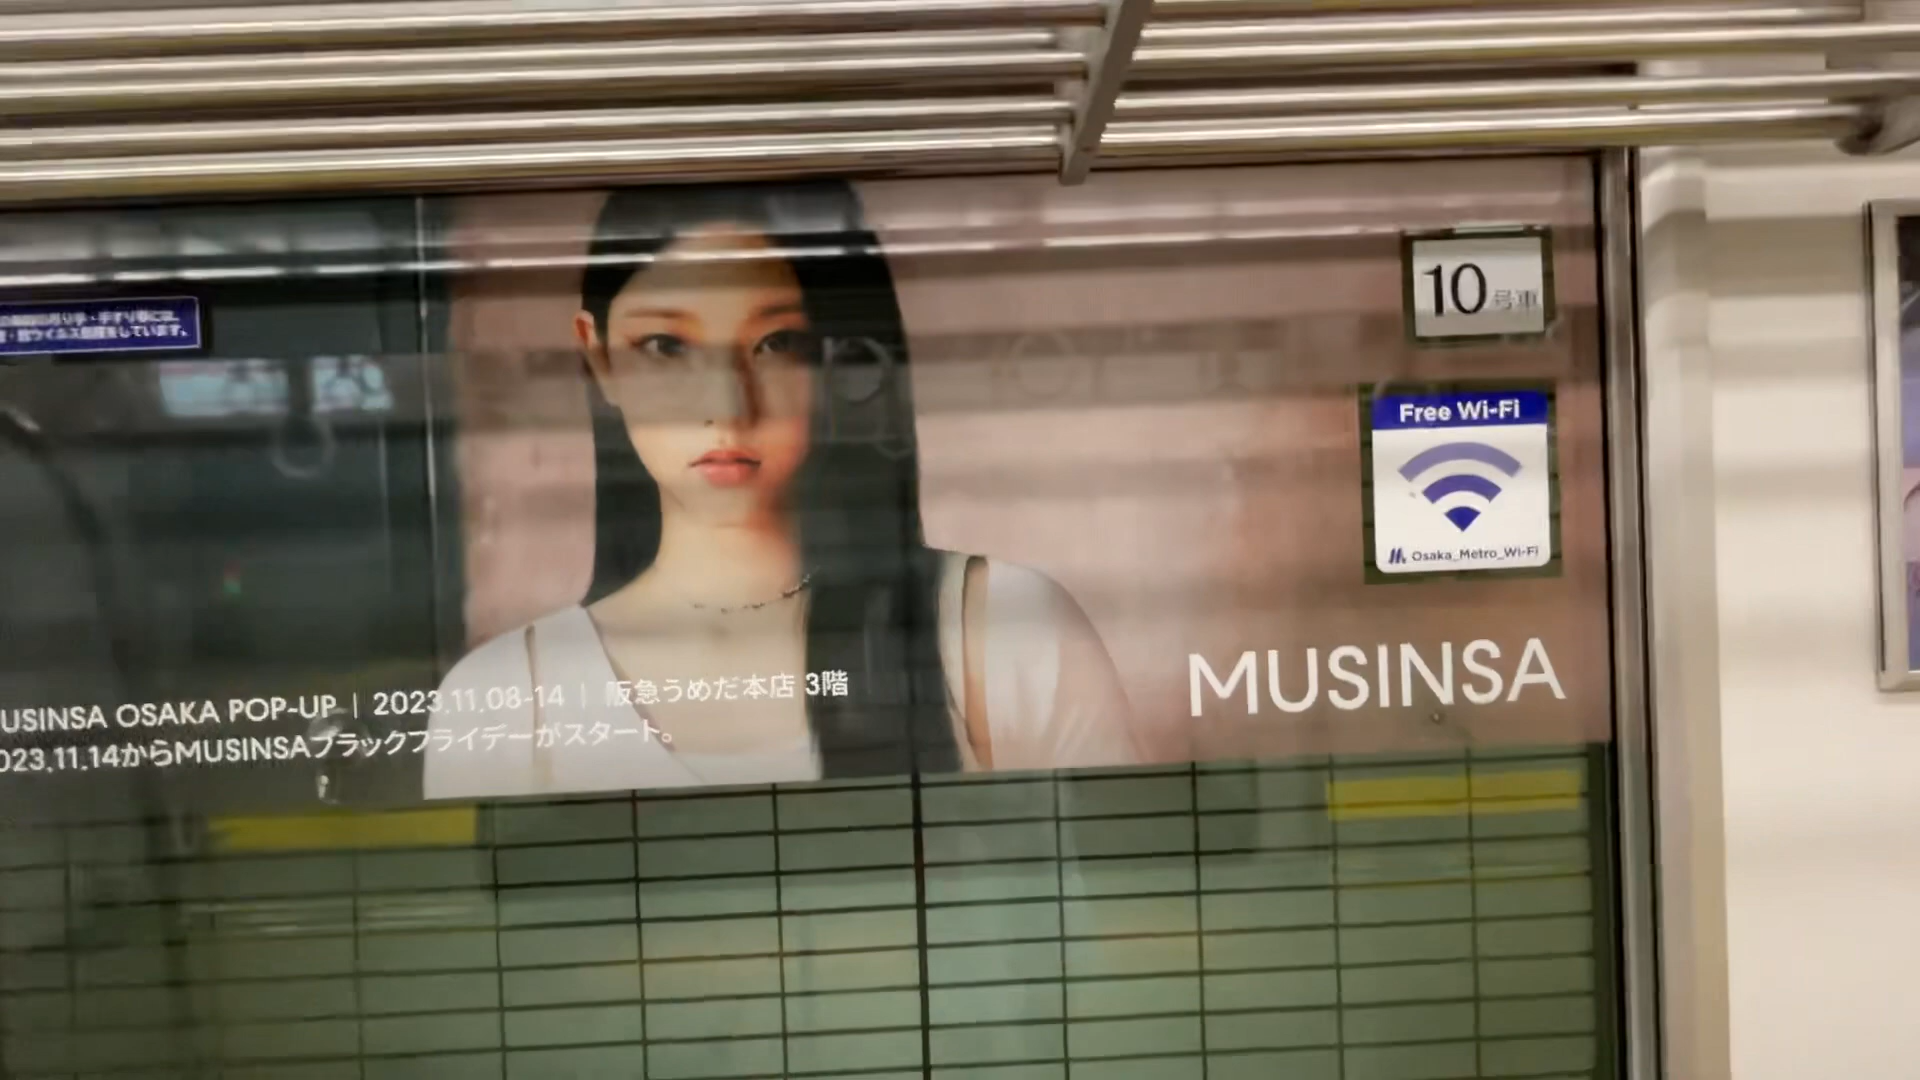 10号車
Free Wi-Fi
Osaka_Metro_Wi-Fi
MUSINSA
USINSA OSAKA POP-UP | 2023.11.08-14 | 阪急うめだ本店 3階
023.11.14からMUSINSAブラックフライデーがスタート。